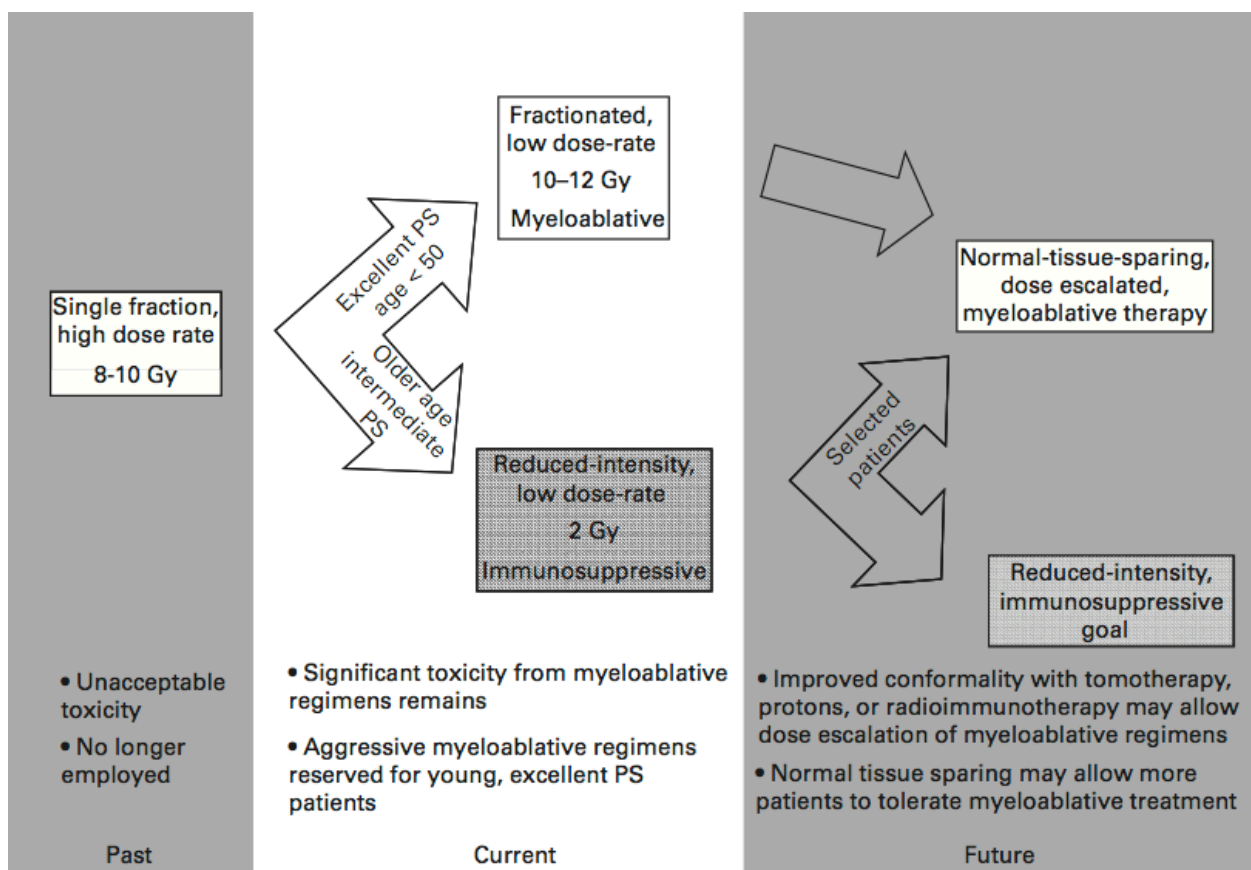 Single fraction,
high dose rate
8-10 Gy
• Unacceptable
toxicity
• No longer
employed
Past
Excellent PS
age < 50
Older age
intermediate
PS
Fractionated,
low dose-rate
10–12 Gy
Myeloablative
Reduced-intensity,
low dose-rate
2 Gy
Immunosuppressive
• Significant toxicity from myeloablative
regimens remains
• Aggressive myeloablative regimens
reserved for young, excellent PS
patients
Current
Normal-tissue-sparing,
dose escalated,
myeloablative therapy
Selected
patients
Reduced-intensity,
immunosuppressive
goal
• Improved conformality with tomotherapy,
protons, or radioimmunotherapy may allow
dose escalation of myeloablative regimens
• Normal tissue sparing may allow more
patients to tolerate myeloablative treatment
Future